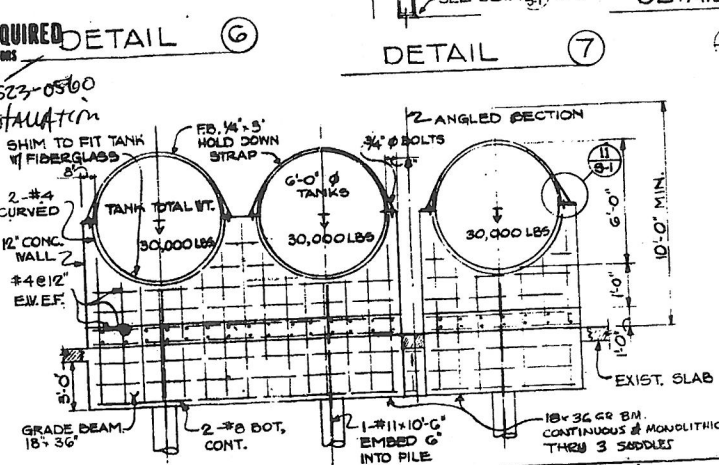 QUIRED
DETAIL 6
DETAIL 7
523-0560
SHIM TO FIT TANK
W/ FIBERGLASS
F.B. 1/4" x 3"
HOLD DOWN
STRAP
3/4" Ø BOLTS
ANGLED SECTION
11
S-1
8"
2-#4
CURVED
12" CONC.
WALL
#4@12"
E.W.E.F.
TANK TOTAL WT.
30,000 LBS
6'-0" Ø
TANKS
30,000 LBS
30,000 LBS
6'-0"
10'-0" MIN.
1'-0"
1'-0"
EXIST. SLAB
3'-0"
GRADE BEAM
18" x 36"
2-#8 BOT,
CONT.
1-#11x10'-6"
EMBED 6"
INTO PILE
18x36 GR BM.
CONTINUOUS & MONOLITHIC
THRU 3 SADDLES